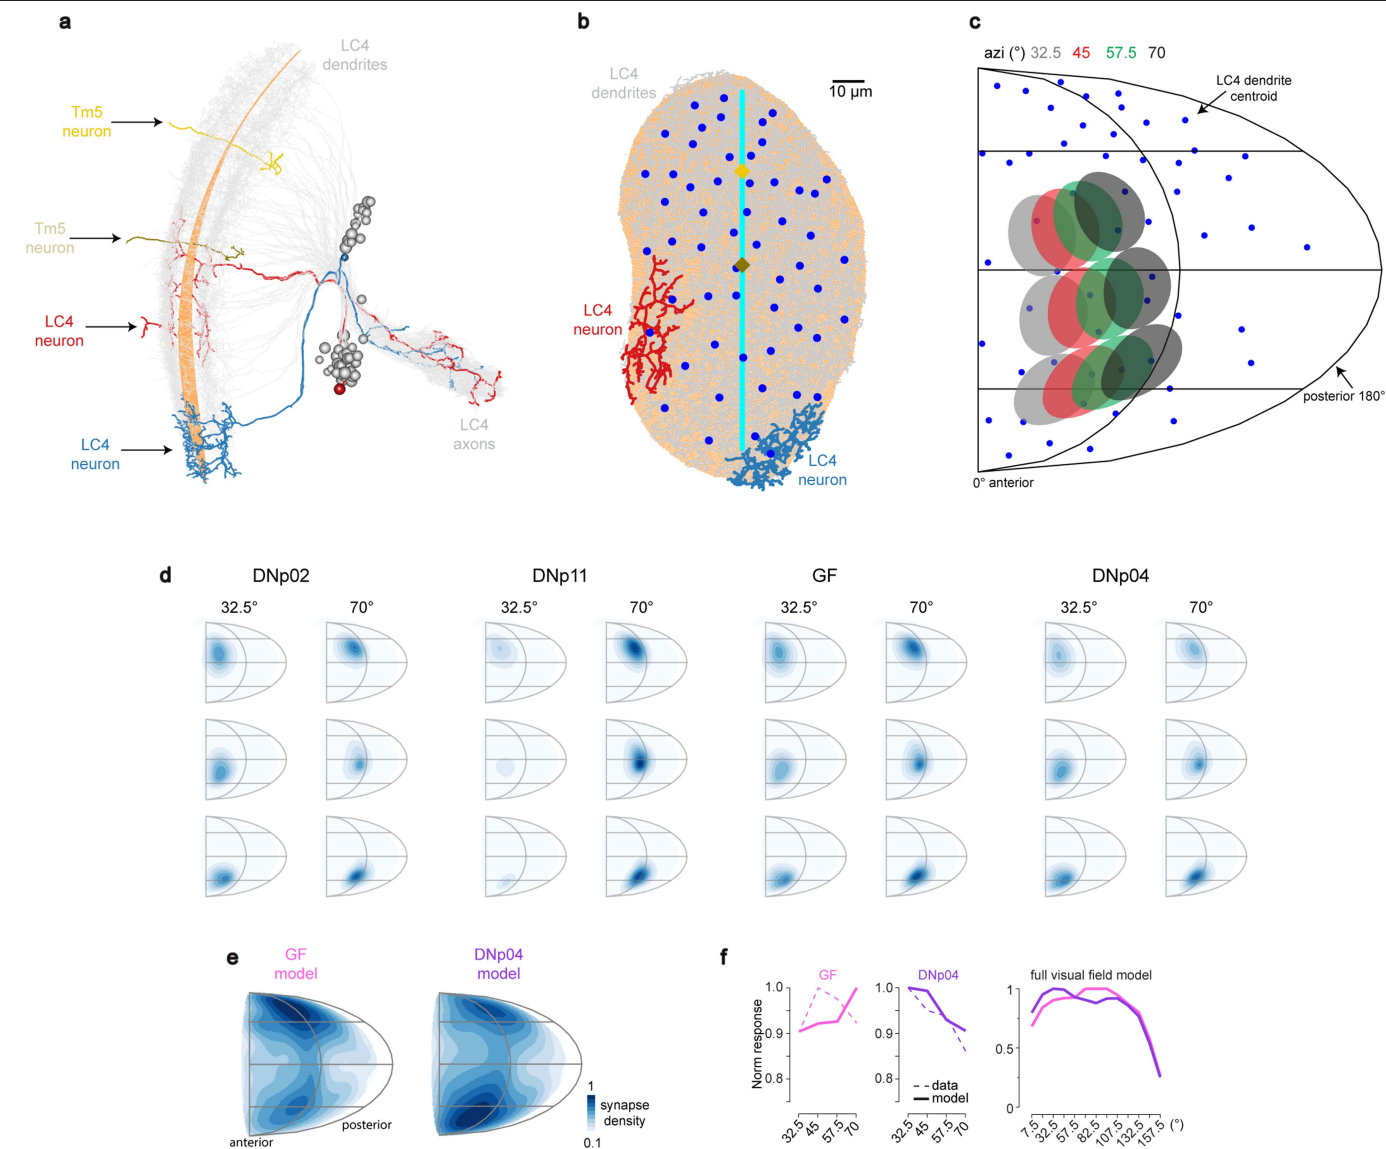 a
LC4
dendrites
Tm5
neuron
Tm5
neuron
LC4
neuron
LC4
neuron
LC4
axons
b
LC4
dendrites
10 µm
LC4
neuron
LC4
neuron
c
azi (°) 32.5 45 57.5 70
LC4 dendrite
centroid
posterior 180°
0° anterior
d
DNp02 DNp11 GF DNp04
32.5° 70° 32.5° 70° 32.5° 70° 32.5° 70°
e
GF
model
DNp04
model
anterior
posterior
1
synapse
density
0.1
f
GF
DNp04
full visual field model
Norm response
1.0
0.9
0.8
32.5 45 57.5 70
1.0
0.9
0.8
data
model
32.5 45 57.5 70
1
0.5
0
7.5 32.5 57.5 82.5 107.5 132.5 157.5 (°)